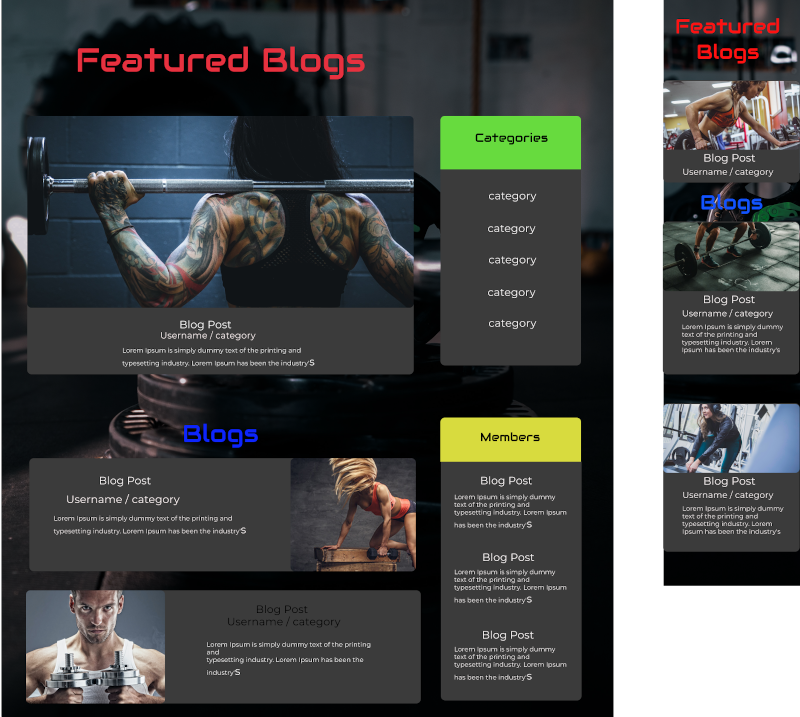 Featured Blogs
Categories
category
category
category
category
category
Blog Post
Username / category
Lorem Ipsum is simply dummy text of the printing and
typesetting industry. Lorem Ipsum has been the industry's
Blogs
Blog Post
Username / category
Lorem Ipsum is simply dummy text of the printing and
typesetting industry. Lorem Ipsum has been the industry's
Blog Post
Username / category
Lorem Ipsum is simply dummy text of the printing
and
typesetting industry. Lorem Ipsum has been the
industry's
Members
Blog Post
Lorem Ipsum is simply dummy
text of the printing and
typesetting industry. Lorem Ipsum
has been the industry's
Blog Post
Lorem Ipsum is simply dummy
text of the printing and
typesetting industry. Lorem Ipsum
has been the industry's
Blog Post
Lorem Ipsum is simply dummy
text of the printing and
typesetting industry. Lorem Ipsum
has been the industry's
Featured
Blogs
Blog Post
Username / category
Blogs
Blog Post
Username / category
Lorem Ipsum is simply dummy
text of the printing and
typesetting industry. Lorem
Ipsum has been the industry's
Blog Post
Username / category
Lorem Ipsum is simply dummy
text of the printing and
typesetting industry. Lorem
Ipsum has been the industry's